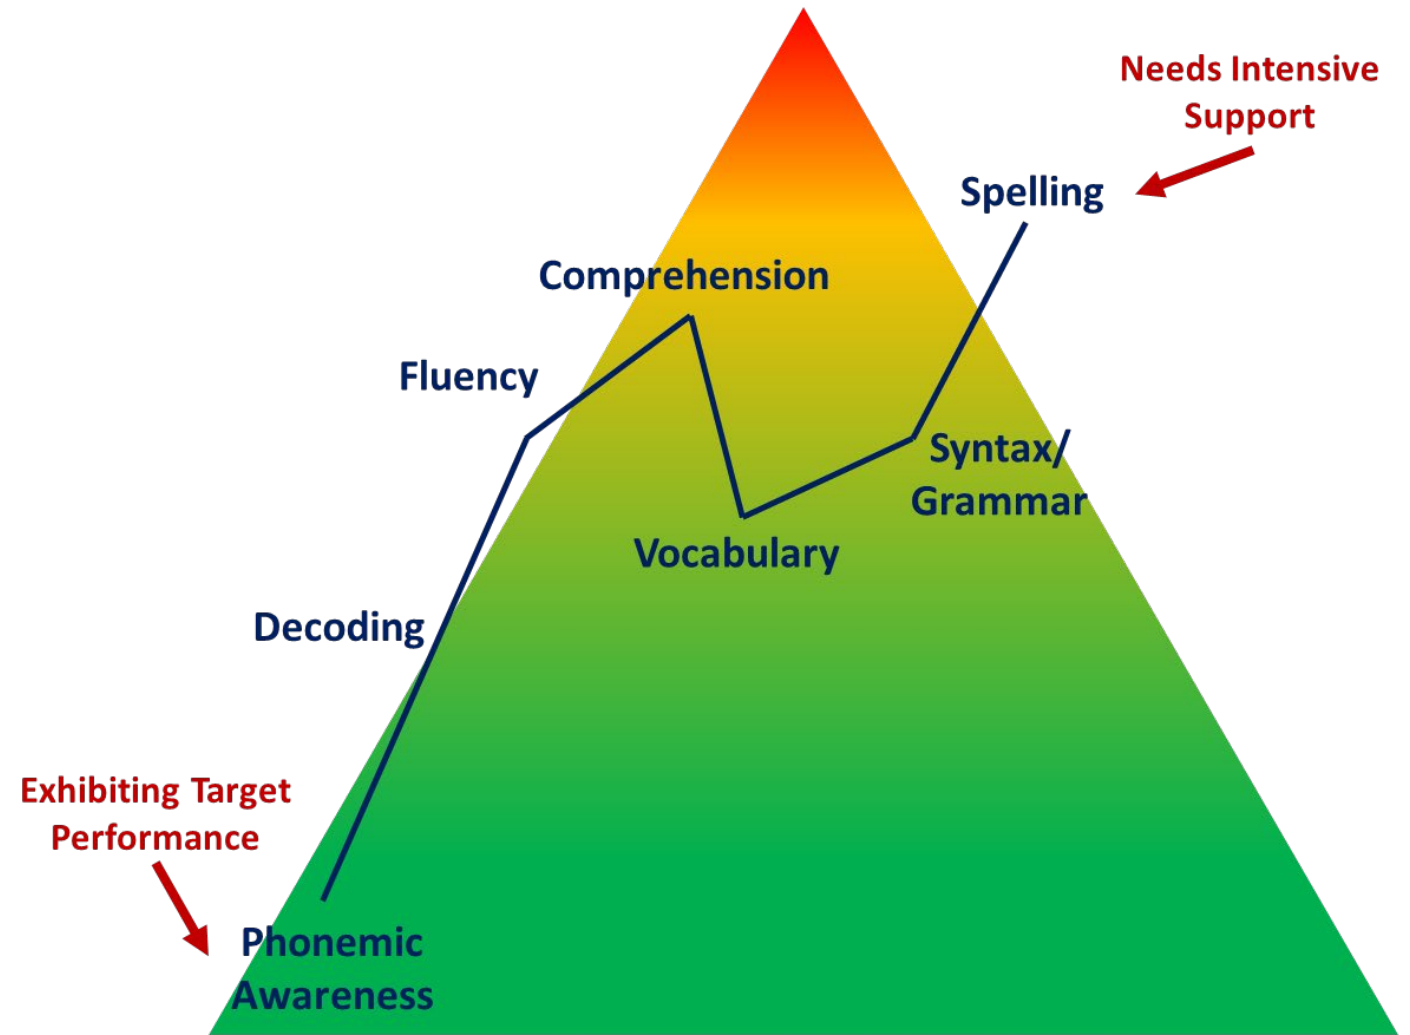 Needs Intensive
Support
Spelling
Comprehension
Fluency
Syntax/
Grammar
Vocabulary
Decoding
Exhibiting Target
Performance
Phonemic
Awareness